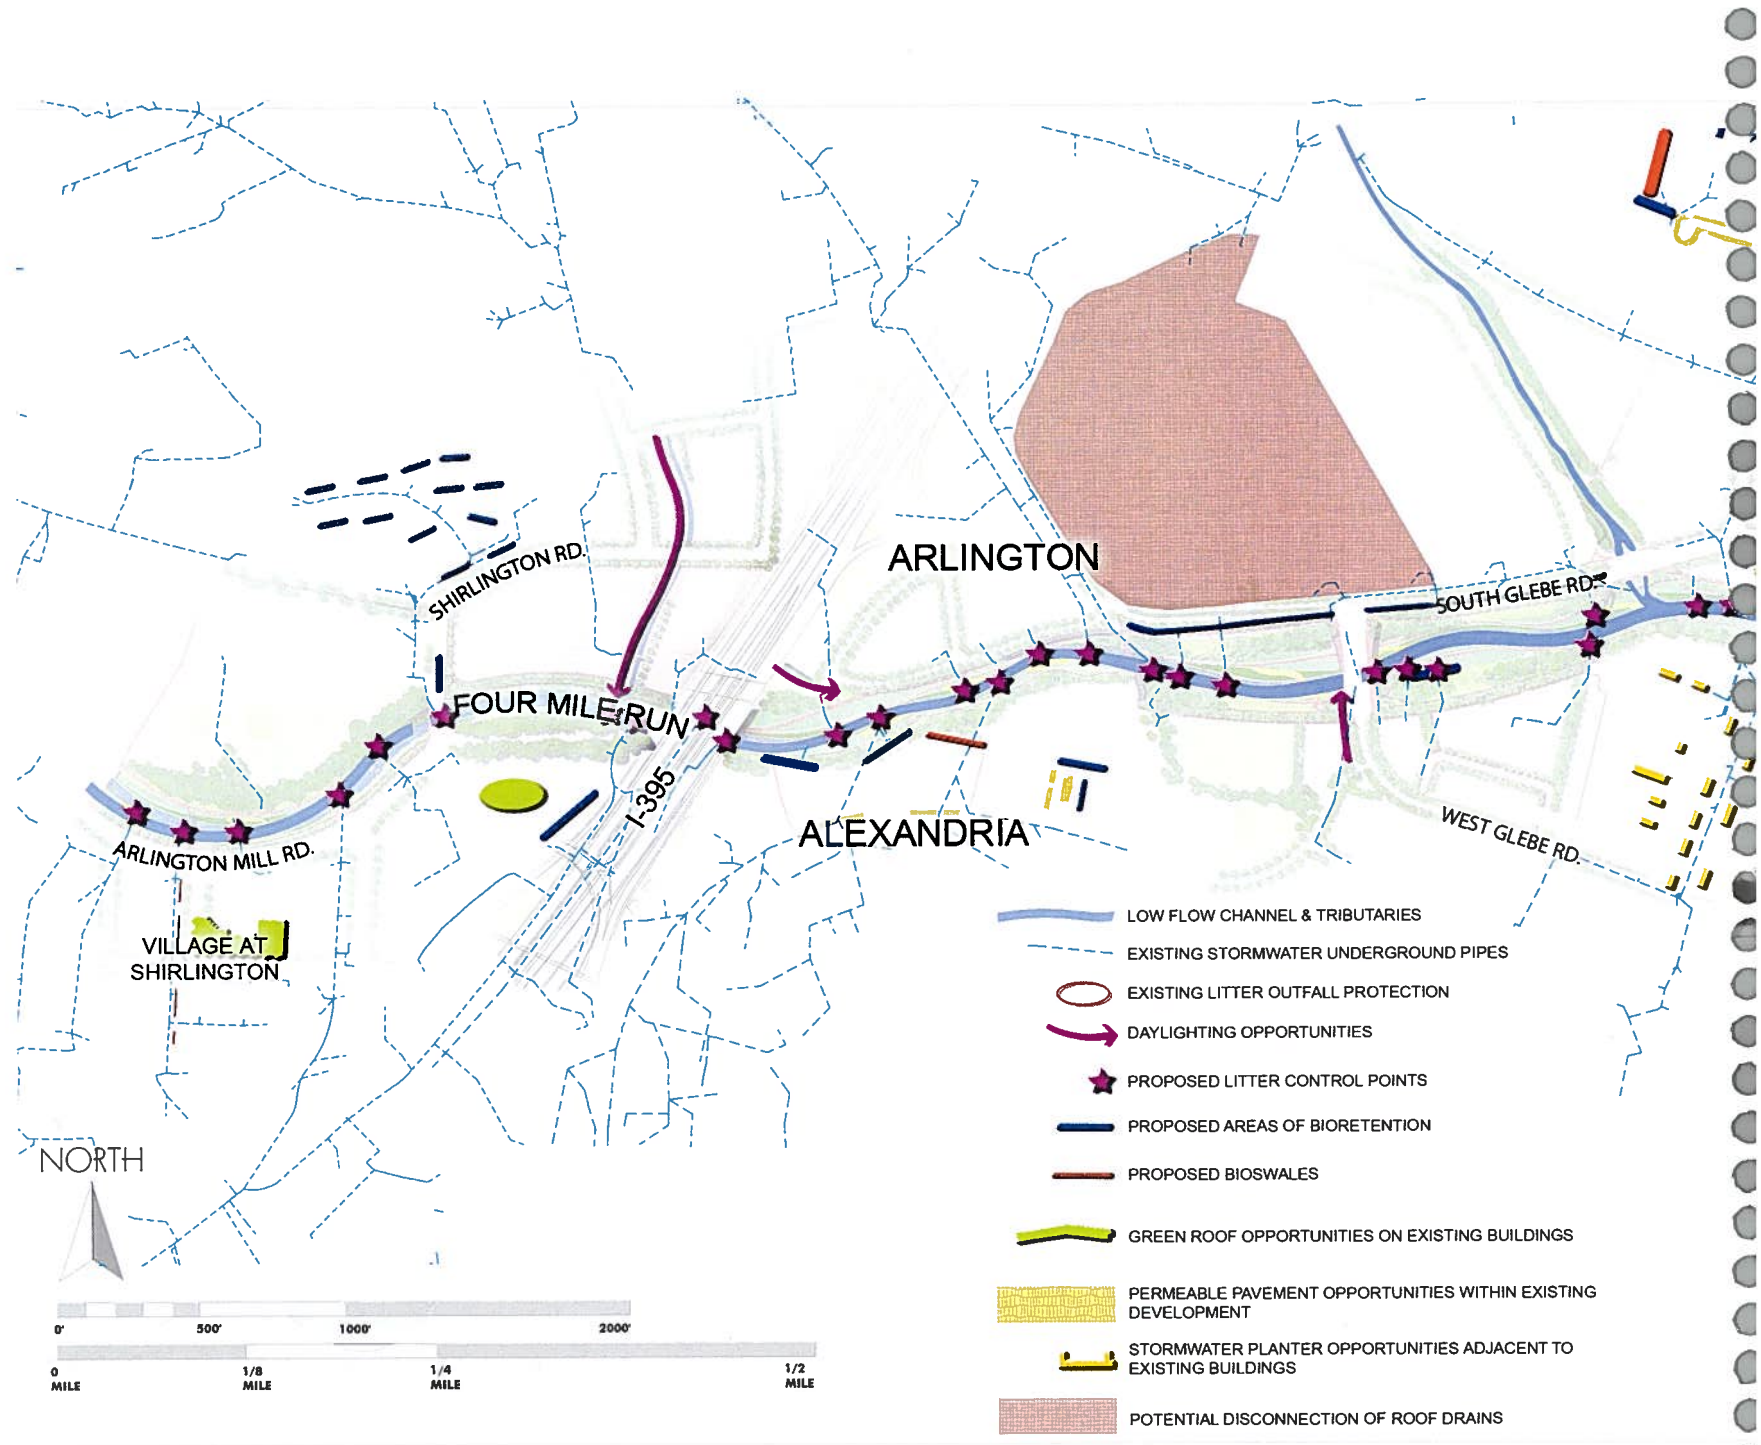 SHIRLINGTON RD.
ARLINGTON
SOUTH GLEBE RD.
FOUR MILE RUN
I-395
ALEXANDRIA
WEST GLEBE RD.
ARLINGTON MILL RD.
VILLAGE AT
SHIRLINGTON
LOW FLOW CHANNEL & TRIBUTARIES
EXISTING STORMWATER UNDERGROUND PIPES
EXISTING LITTER OUTFALL PROTECTION
DAYLIGHTING OPPORTUNITIES
PROPOSED LITTER CONTROL POINTS
PROPOSED AREAS OF BIORETENTION
PROPOSED BIOSWALES
GREEN ROOF OPPORTUNITIES ON EXISTING BUILDINGS
PERMEABLE PAVEMENT OPPORTUNITIES WITHIN EXISTING
DEVELOPMENT
STORMWATER PLANTER OPPORTUNITIES ADJACENT TO
EXISTING BUILDINGS
POTENTIAL DISCONNECTION OF ROOF DRAINS
NORTH
0' 500' 1000' 2000'
0 1/8 1/4 1/2
MILE MILE MILE MILE